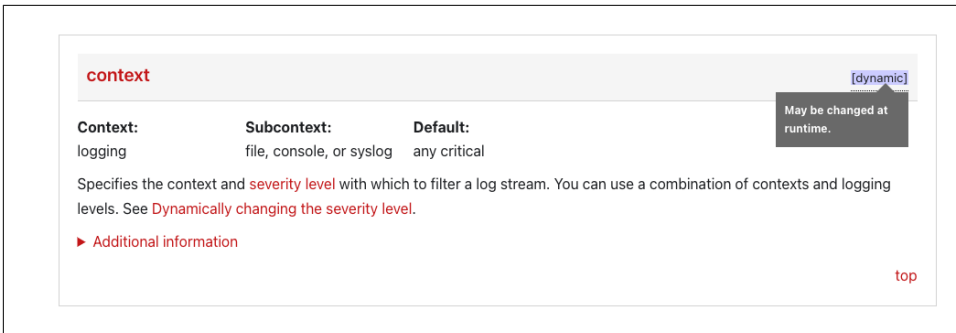 context
[dynamic]
May be changed at
runtime.
Context: Subcontext: Default:
logging file, console, or syslog any critical
Specifies the context and severity level with which to filter a log stream. You can use a combination of contexts and logging
levels. See Dynamically changing the severity level.
▶ Additional information
top